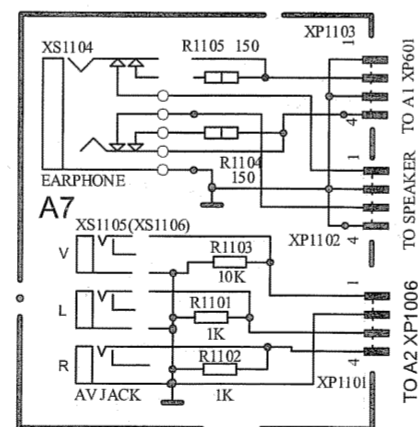 XP1103
XS1104
R1105 150
1
4
TO A1 XP601
R1104
150
EARPHONE
A7
1
4
TO SPEAKER
XP1102
XS1105(XS1106)
V
R1103
10K
L
R1101
1K
R
R1102
1K
AV JACK
1
4
XP1101
TO A2 XP1006